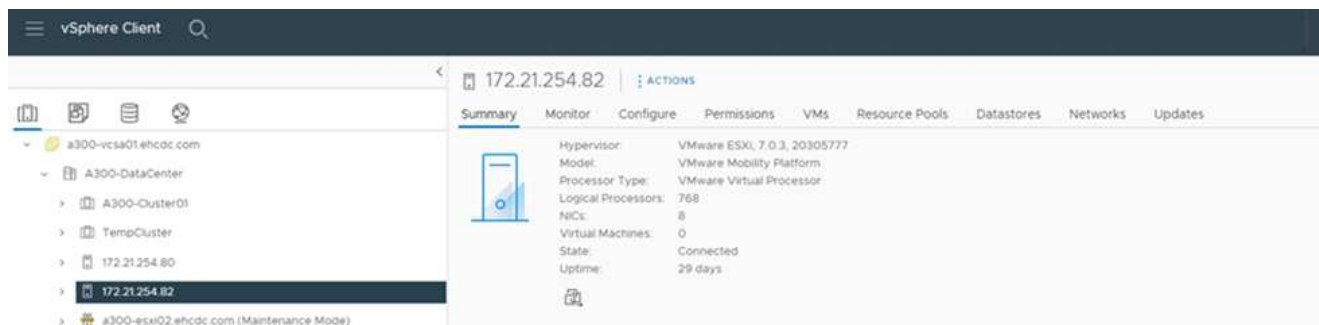 vSphere Client
172.21.254.82 ACTIONS
Summary Monitor Configure Permissions VMs Resource Pools Datastores Networks Updates
a300-vcsa01.ehcdc.com
A300-DataCenter
A300-Cluster01
TempCluster
172.21.254.80
172.21.254.82
a300-esxi02.ehcdc.com (Maintenance Mode)
Hypervisor: VMware ESXi, 7.0.3, 20305777
Model: VMware Mobility Platform
Processor Type: VMware Virtual Processor
Logical Processors: 768
NICs: 8
Virtual Machines: 0
State: Connected
Uptime: 29 days